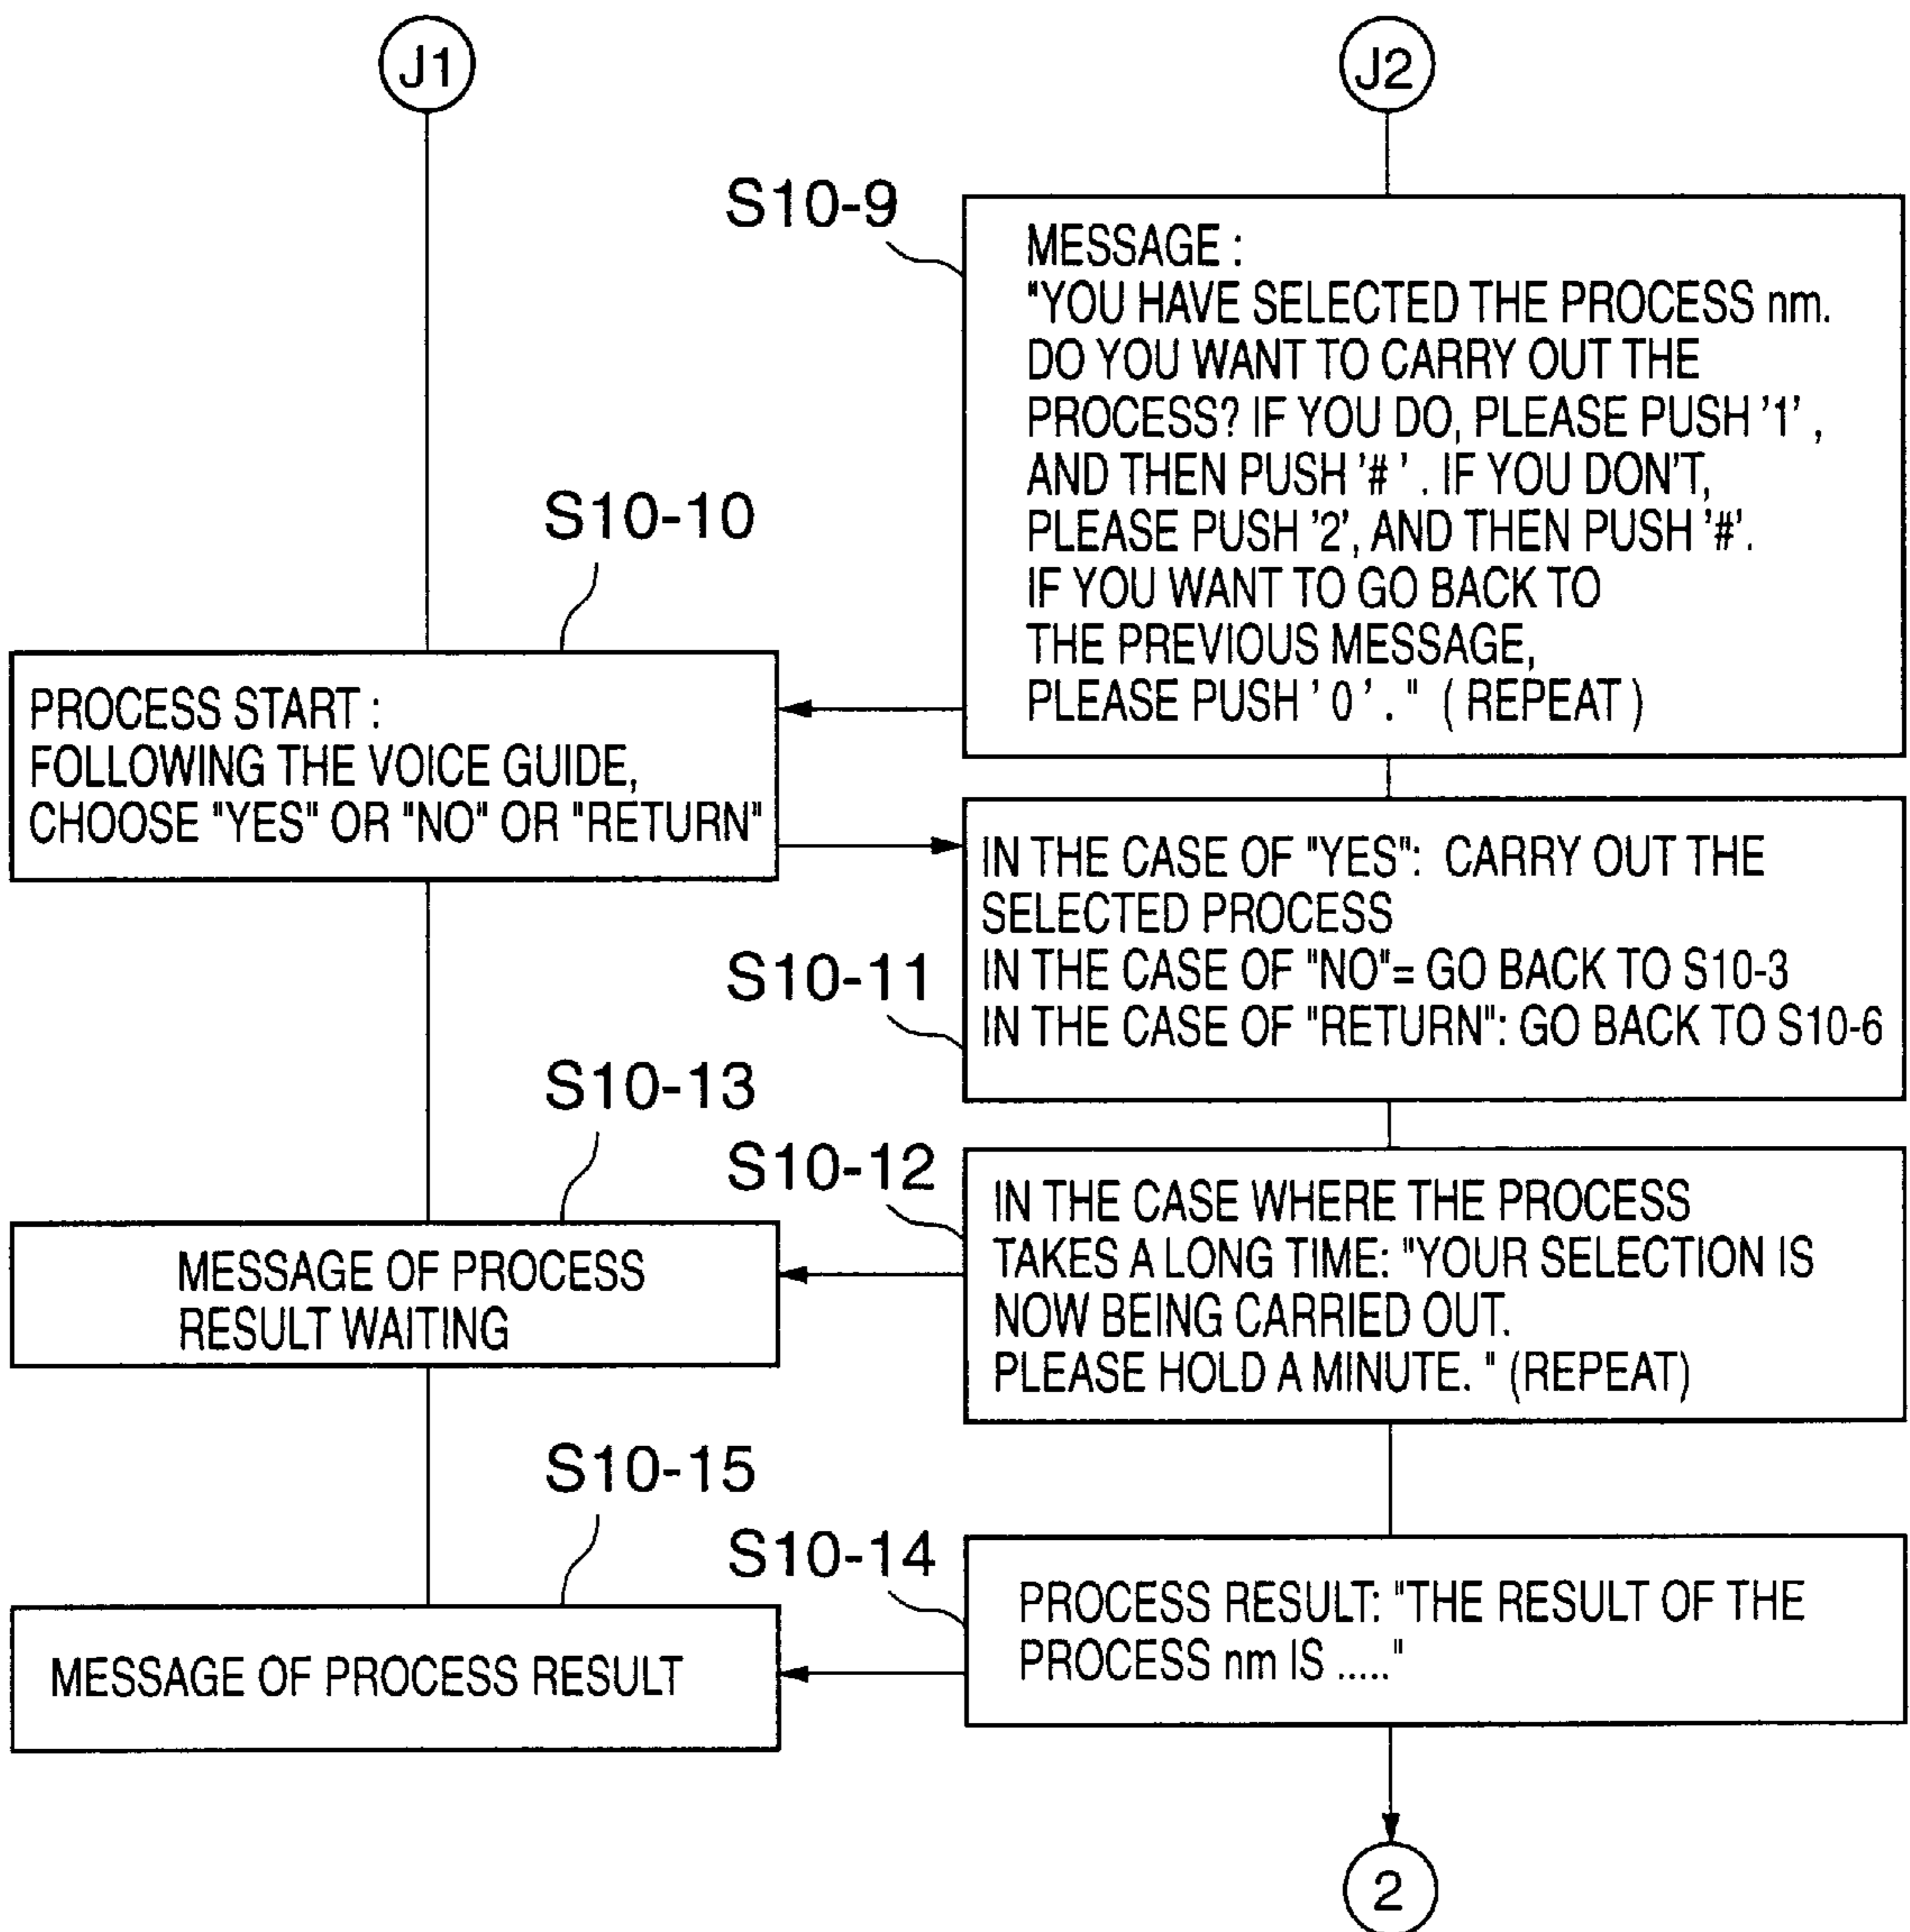 J1
J2
S10-9
MESSAGE :
"YOU HAVE SELECTED THE PROCESS nm.
DO YOU WANT TO CARRY OUT THE
PROCESS? IF YOU DO, PLEASE PUSH '1',
AND THEN PUSH '# ' . IF YOU DON'T,
PLEASE PUSH '2', AND THEN PUSH '#'.
IF YOU WANT TO GO BACK TO
THE PREVIOUS MESSAGE,
PLEASE PUSH ' 0 ' . " ( REPEAT )
S10-10
PROCESS START :
FOLLOWING THE VOICE GUIDE,
CHOOSE "YES" OR "NO" OR "RETURN"
S10-11
IN THE CASE OF "YES": CARRY OUT THE
SELECTED PROCESS
IN THE CASE OF "NO"= GO BACK TO S10-3
IN THE CASE OF "RETURN": GO BACK TO S10-6
S10-13
MESSAGE OF PROCESS
RESULT WAITING
S10-12
IN THE CASE WHERE THE PROCESS
TAKES A LONG TIME: "YOUR SELECTION IS
NOW BEING CARRIED OUT.
PLEASE HOLD A MINUTE. " (REPEAT)
S10-15
MESSAGE OF PROCESS RESULT
S10-14
PROCESS RESULT: "THE RESULT OF THE
PROCESS nm IS ....."
2